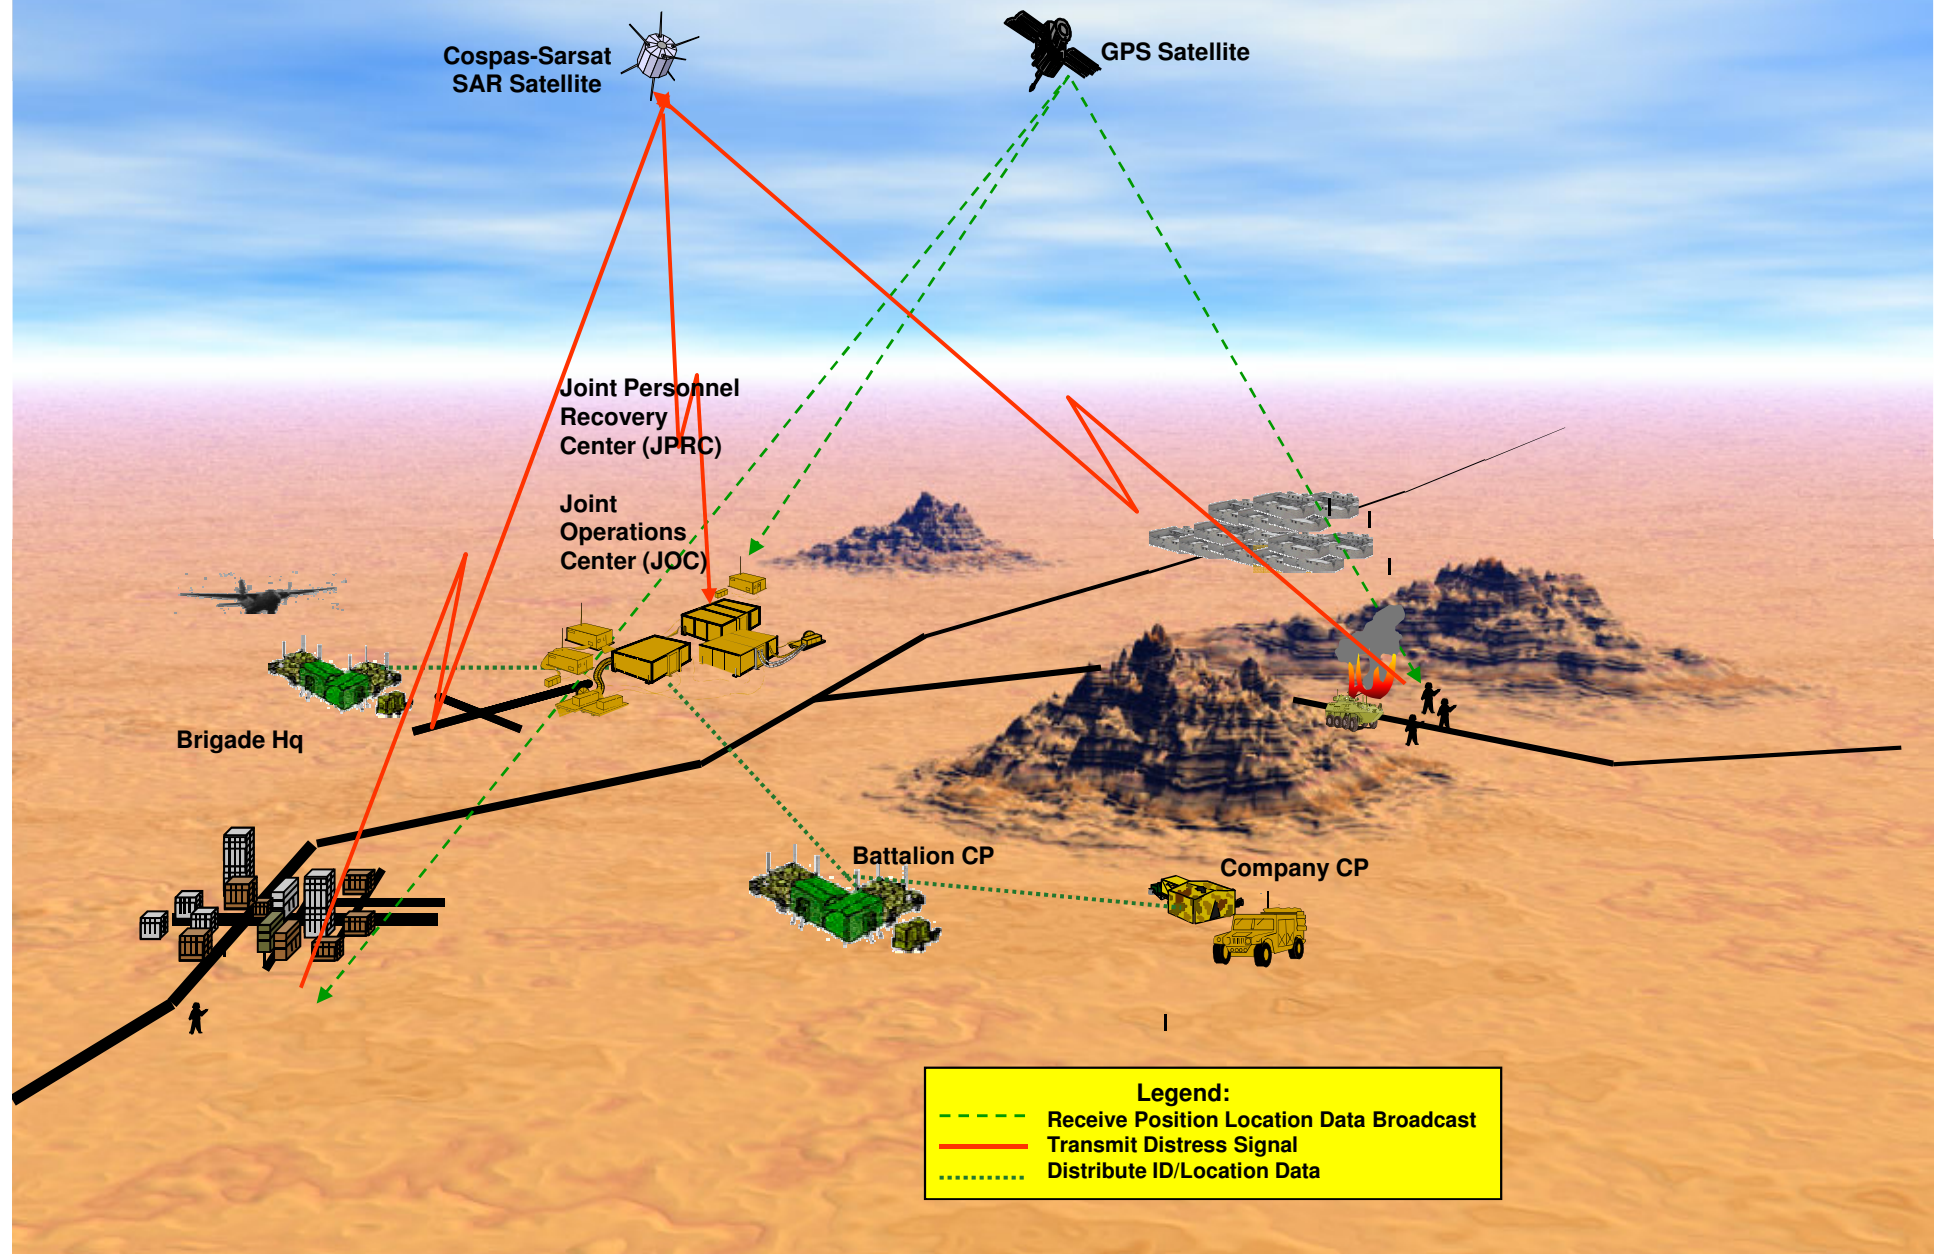 Cospas-Sarsat
SAR Satellite
GPS Satellite
Joint Personnel
Recovery
Center (JPRC)
Joint
Operations
Center (JOC)
Brigade Hq
Battalion CP
Company CP
Legend:
Receive Position Location Data Broadcast
Transmit Distress Signal
Distribute ID/Location Data